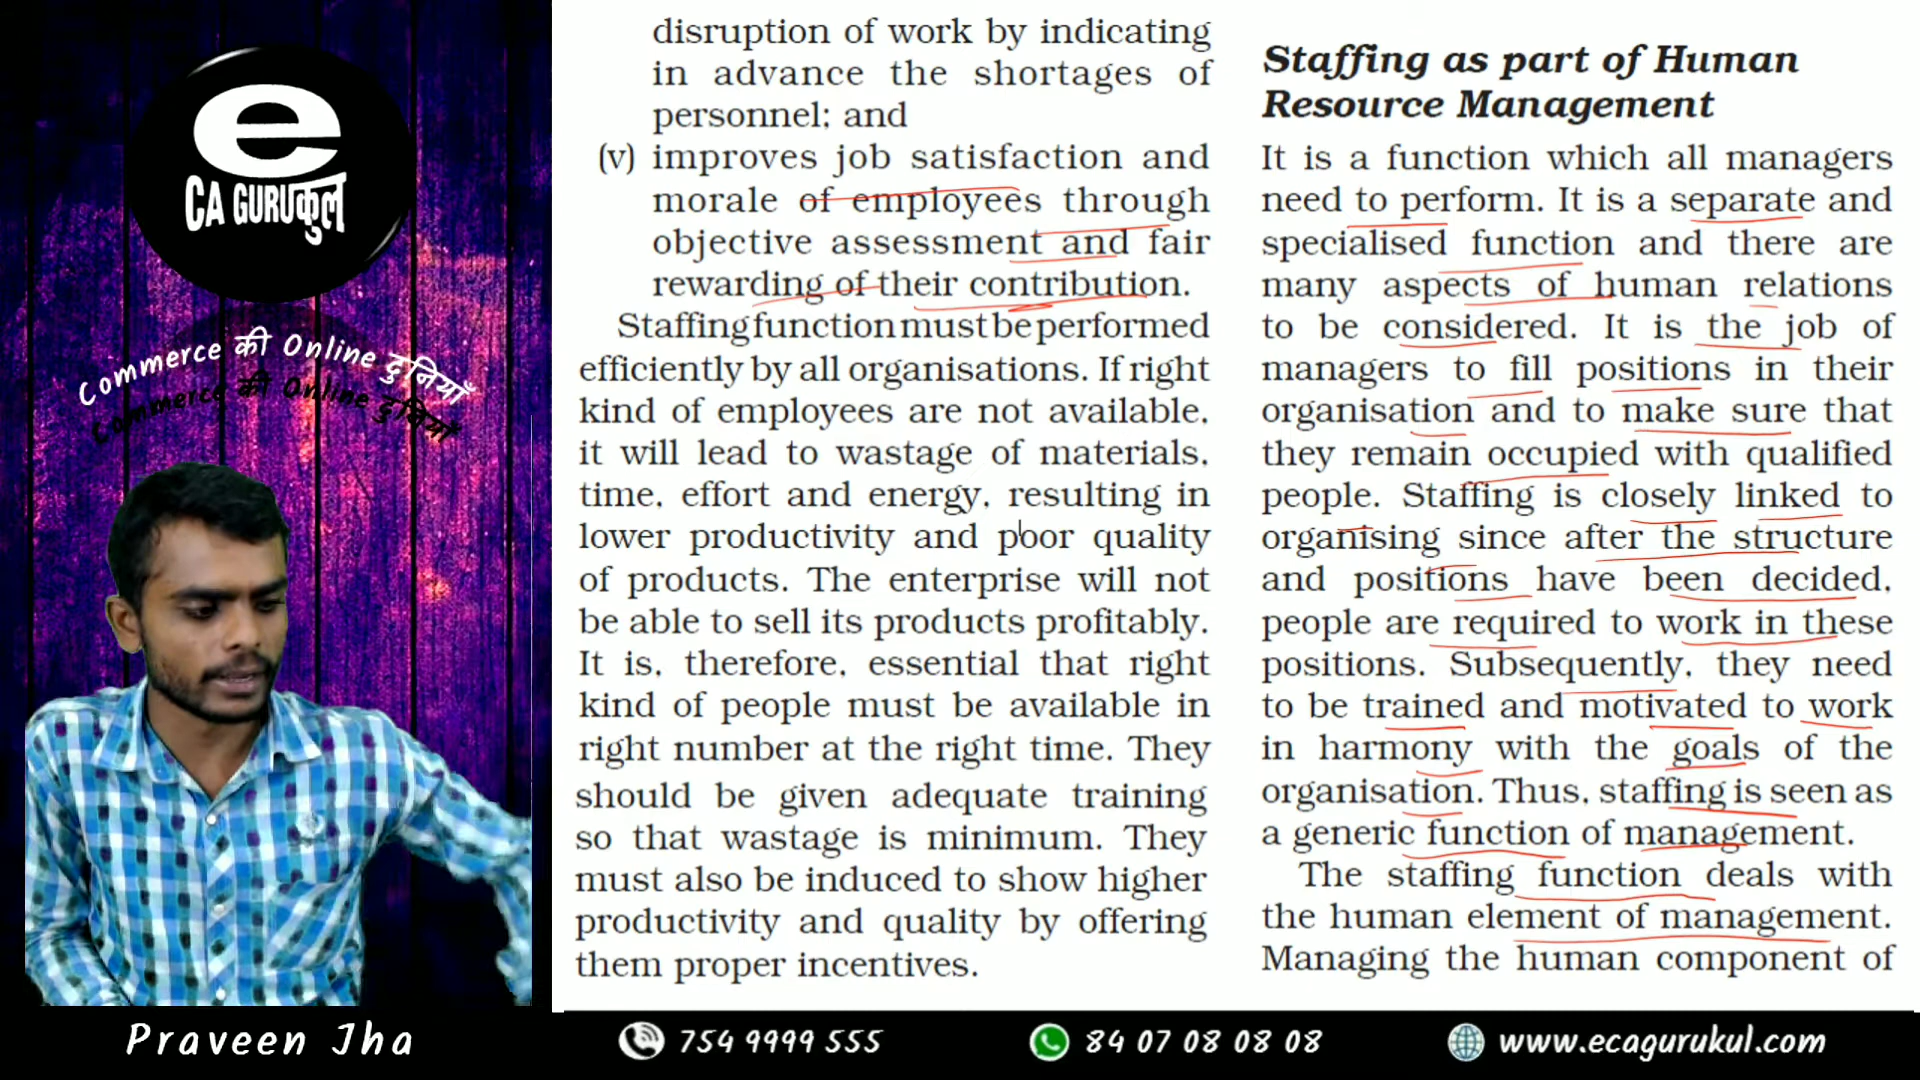 e
CA GURUकुल
Commerce की Online दुनियाँ
Commerce की Online दुनियाँ
disruption of work by indicating
in advance the shortages of
personnel; and
(v) improves job satisfaction and
morale of employees through
objective assessment and fair
rewarding of their contribution.
Staffing function must be performed
efficiently by all organisations. If right
kind of employees are not available,
it will lead to wastage of materials,
time, effort and energy, resulting in
lower productivity and poor quality
of products. The enterprise will not
be able to sell its products profitably.
It is, therefore, essential that right
kind of people must be available in
right number at the right time. They
should be given adequate training
so that wastage is minimum. They
must also be induced to show higher
productivity and quality by offering
them proper incentives.
Staffing as part of Human
Resource Management
It is a function which all managers
need to perform. It is a separate and
specialised function and there are
many aspects of human relations
to be considered. It is the job of
managers to fill positions in their
organisation and to make sure that
they remain occupied with qualified
people. Staffing is closely linked to
organising since after the structure
and positions have been decided,
people are required to work in these
positions. Subsequently, they need
to be trained and motivated to work
in harmony with the goals of the
organisation. Thus, staffing is seen as
a generic function of management.
The staffing function deals with
the human element of management.
Managing the human component of
Praveen Jha
754 9999 555
84 07 08 08 08
www.ecagurukul.com